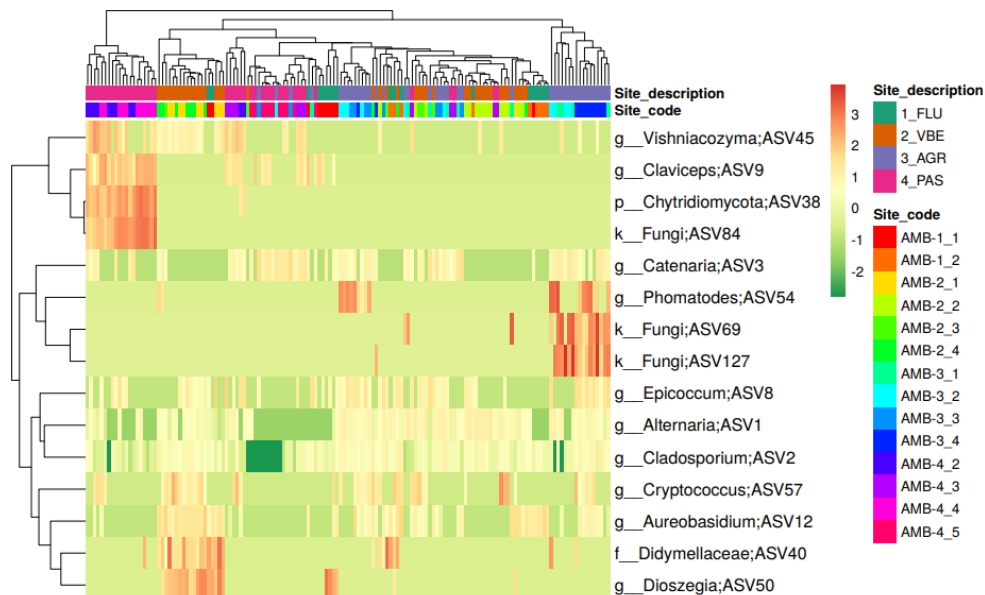 Site_description
Site_code
g__Vishniacozyma;ASV45
g__Claviceps;ASV9
p__Chytridiomycota;ASV38
k__Fungi;ASV84
g__Catenaria;ASV3
g__Phomatodes;ASV54
k__Fungi;ASV69
k__Fungi;ASV127
g__Epicoccum;ASV8
g__Alternaria;ASV1
g__Cladosporium;ASV2
g__Cryptococcus;ASV57
g__Aureobasidium;ASV12
f__Didymellaceae;ASV40
g__Dioszegia;ASV50
3
2
1
0
-1
-2
Site_description
1_FLU
2_VBE
3_AGR
4_PAS
Site_code
AMB-1_1
AMB-1_2
AMB-2_1
AMB-2_2
AMB-2_3
AMB-2_4
AMB-3_1
AMB-3_2
AMB-3_3
AMB-3_4
AMB-4_2
AMB-4_3
AMB-4_4
AMB-4_5